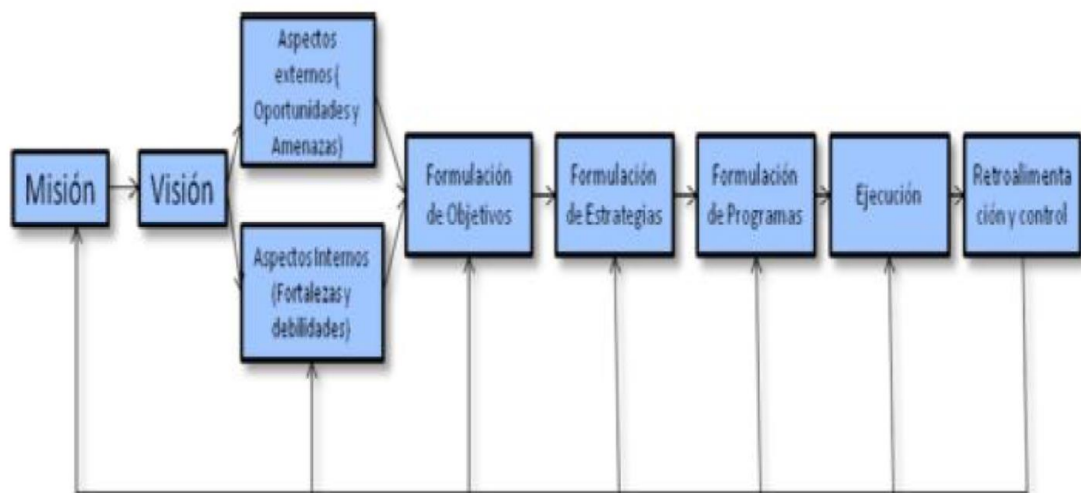 Misión
Visión
Aspectos
externos (
Oportunidades y
Amenazas)
Aspectos Internos
(Fortalezas y
debilidades)
Formulación
de Objetivos
Formulación
de Estrategias
Formulación
de Programas
Ejecución
Retroalimenta
ción y control